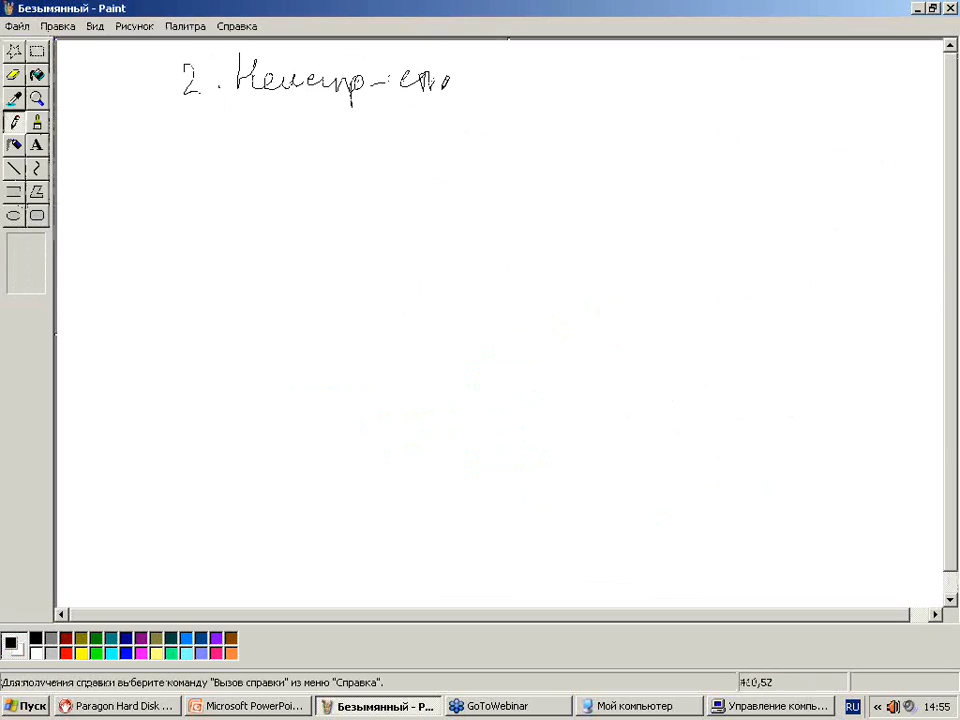 Безымянный - Paint
Файл Правка Вид Рисунок Палитра Справка
2. Неиспр-сть
Для получения справки выберите команду "Вызов справки" из меню "Справка".
Пуск Paragon Hard Disk ... Microsoft PowerPoi... Безымянный - P... GoToWebinar Мой компьютер Управление компь... RU « 14:55